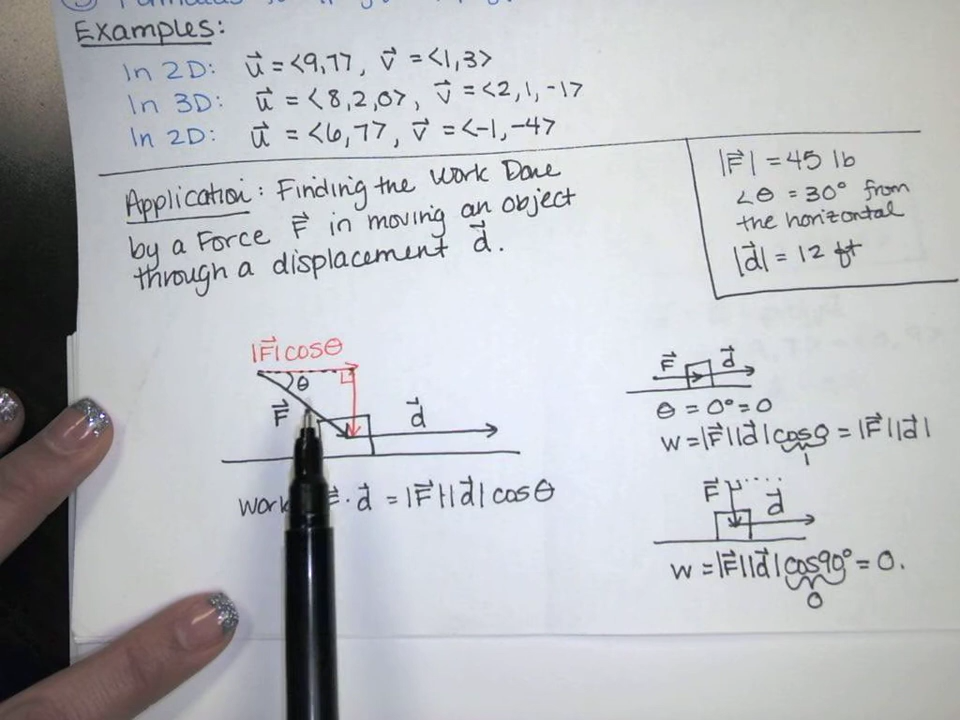 Examples:
In 2D: u⃗ = <9,7>, v⃗ = <1,3>
In 3D: u⃗ = <8,2,0>, v⃗ = <2,1,-1>
In 2D: u⃗ = <6,7>, v⃗ = <-1,-4>
Application: Finding the Work Done
by a Force F⃗ in moving an object
through a displacement d⃗.
|F⃗| = 45 lb
∠θ = 30° from
the horizontal
|d⃗| = 12 ft
|F⃗|cosθ
θ
F⃗
d⃗
work · d⃗ = |F⃗||d⃗|cosθ
F⃗ d⃗
θ = 0° = 0
W = |F⃗||d⃗|cos0 = |F⃗||d⃗|
1
F⃗ d⃗
W = |F⃗||d⃗|cos90° = 0.
0